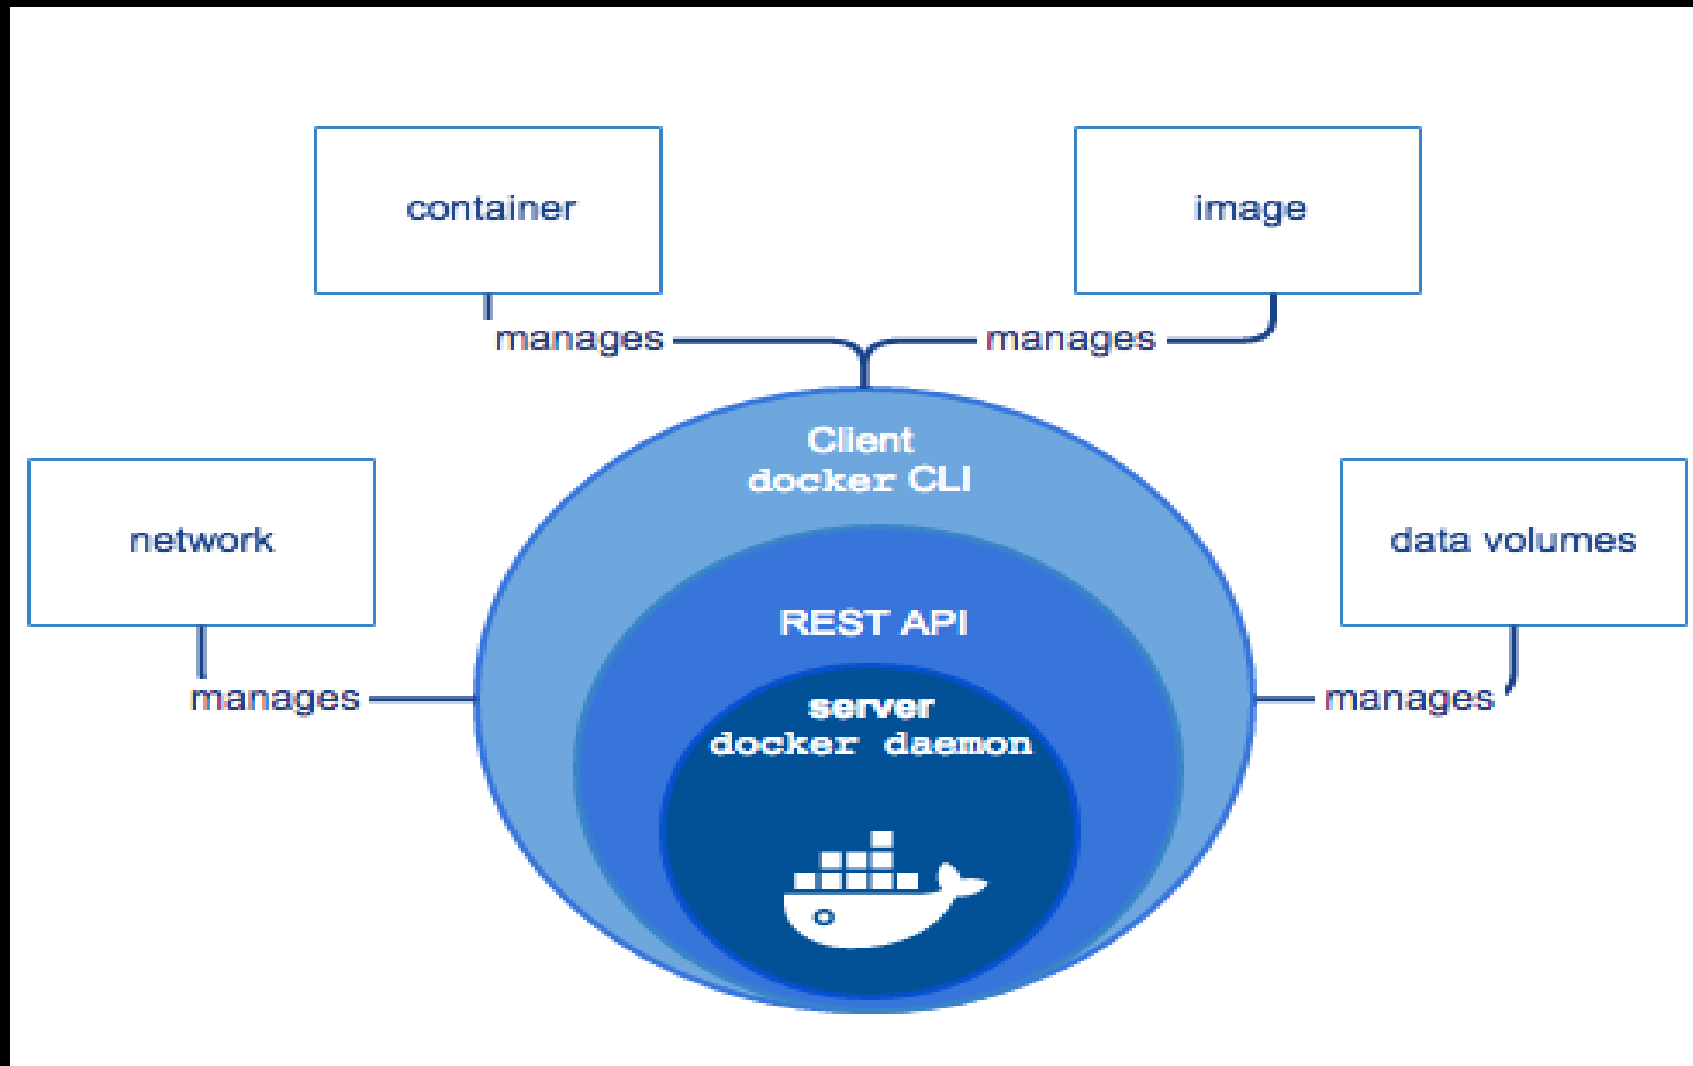 container
image
manages
manages
Client
docker CLI
network
data volumes
REST API
manages
manages
server
docker daemon